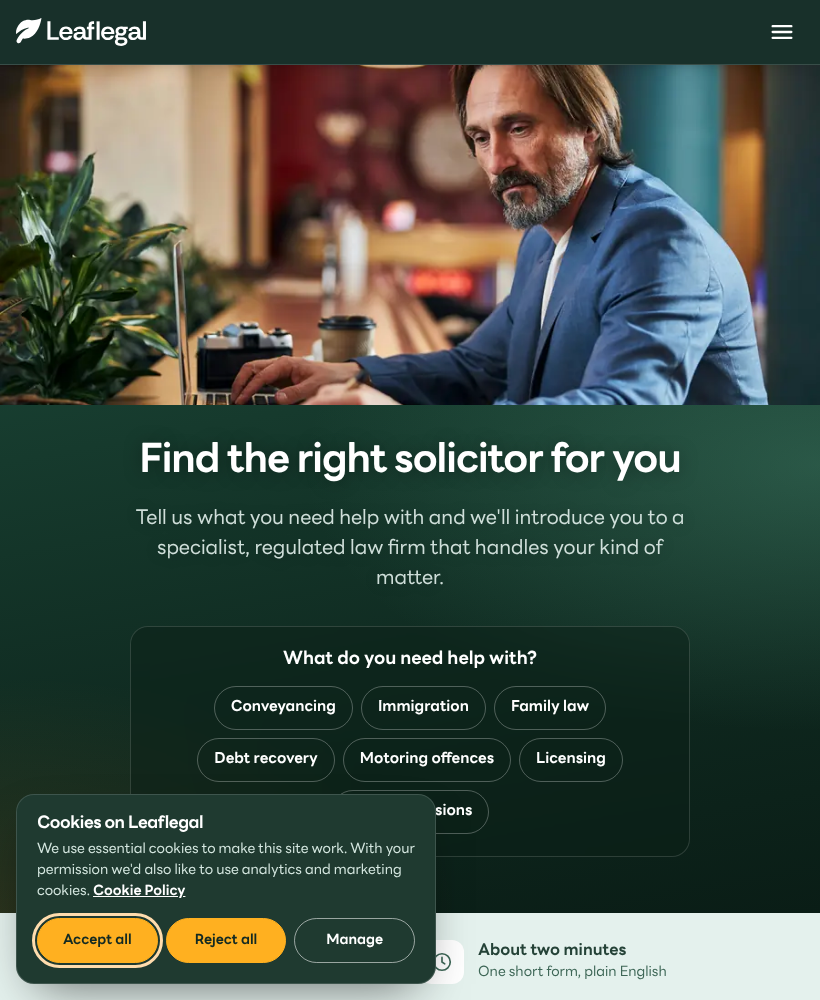 Leaflegal
Find the right solicitor for you
Tell us what you need help with and we'll introduce you to a
specialist, regulated law firm that handles your kind of
matter.
What do you need help with?
Conveyancing
Immigration
Family law
Debt recovery
Motoring offences
Licensing
Cookies on Leaflegal
We use essential cookies to make this site work. With your
permission we'd also like to use analytics and marketing
cookies. Cookie Policy
Accept all
Reject all
Manage
About two minutes
One short form, plain English